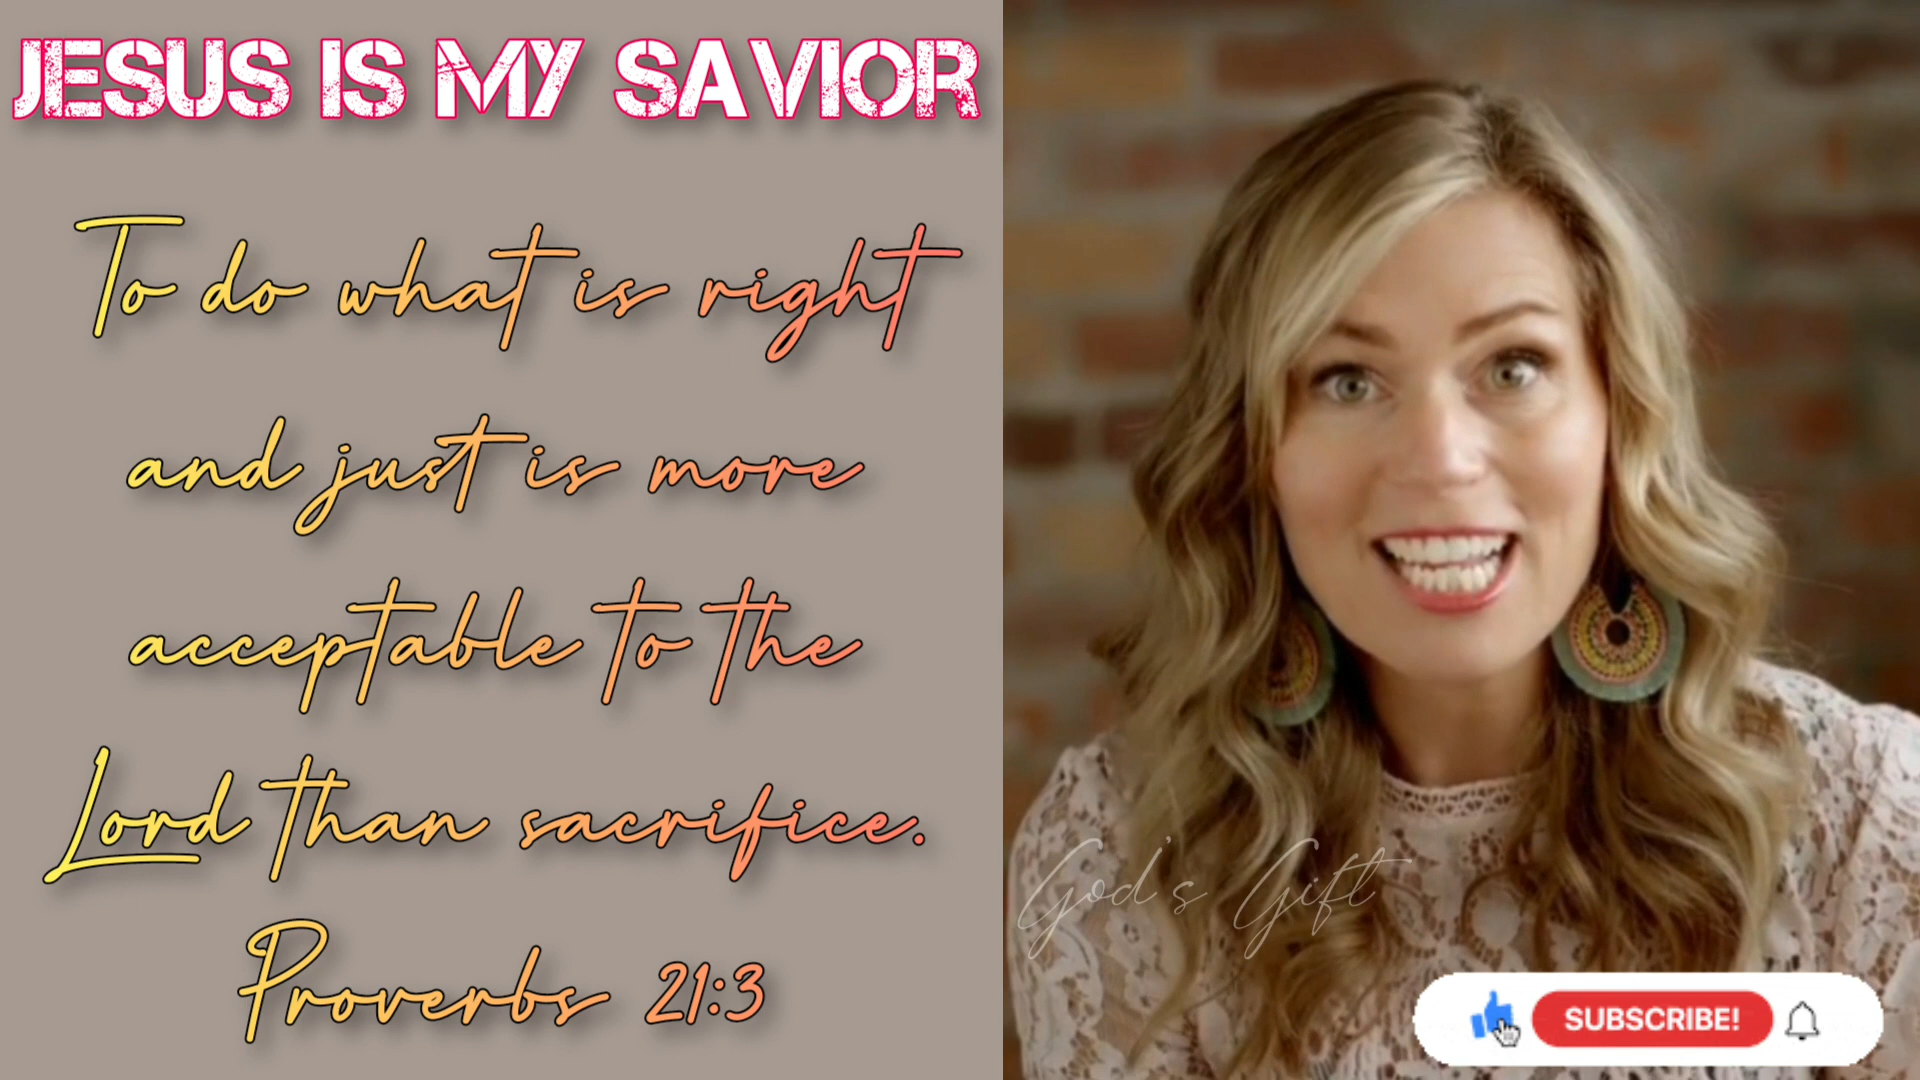 JESUS IS MY SAVIOR
To do what is right
and just is more
acceptable to the
Lord than sacrifice.
Proverbs 21:3
God's Gift
SUBSCRIBE!